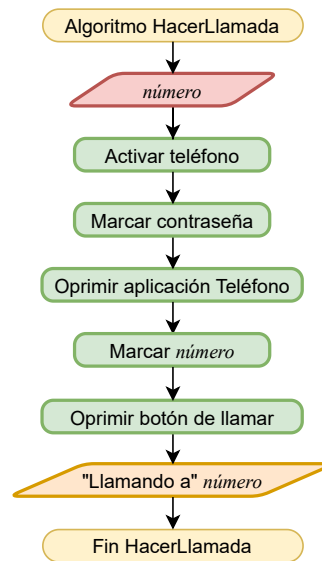 Algoritmo HacerLlamada
número
Activar teléfono
Marcar contraseña
Oprimir aplicación Teléfono
Marcar número
Oprimir botón de llamar
"Llamando a" número
Fin HacerLlamada